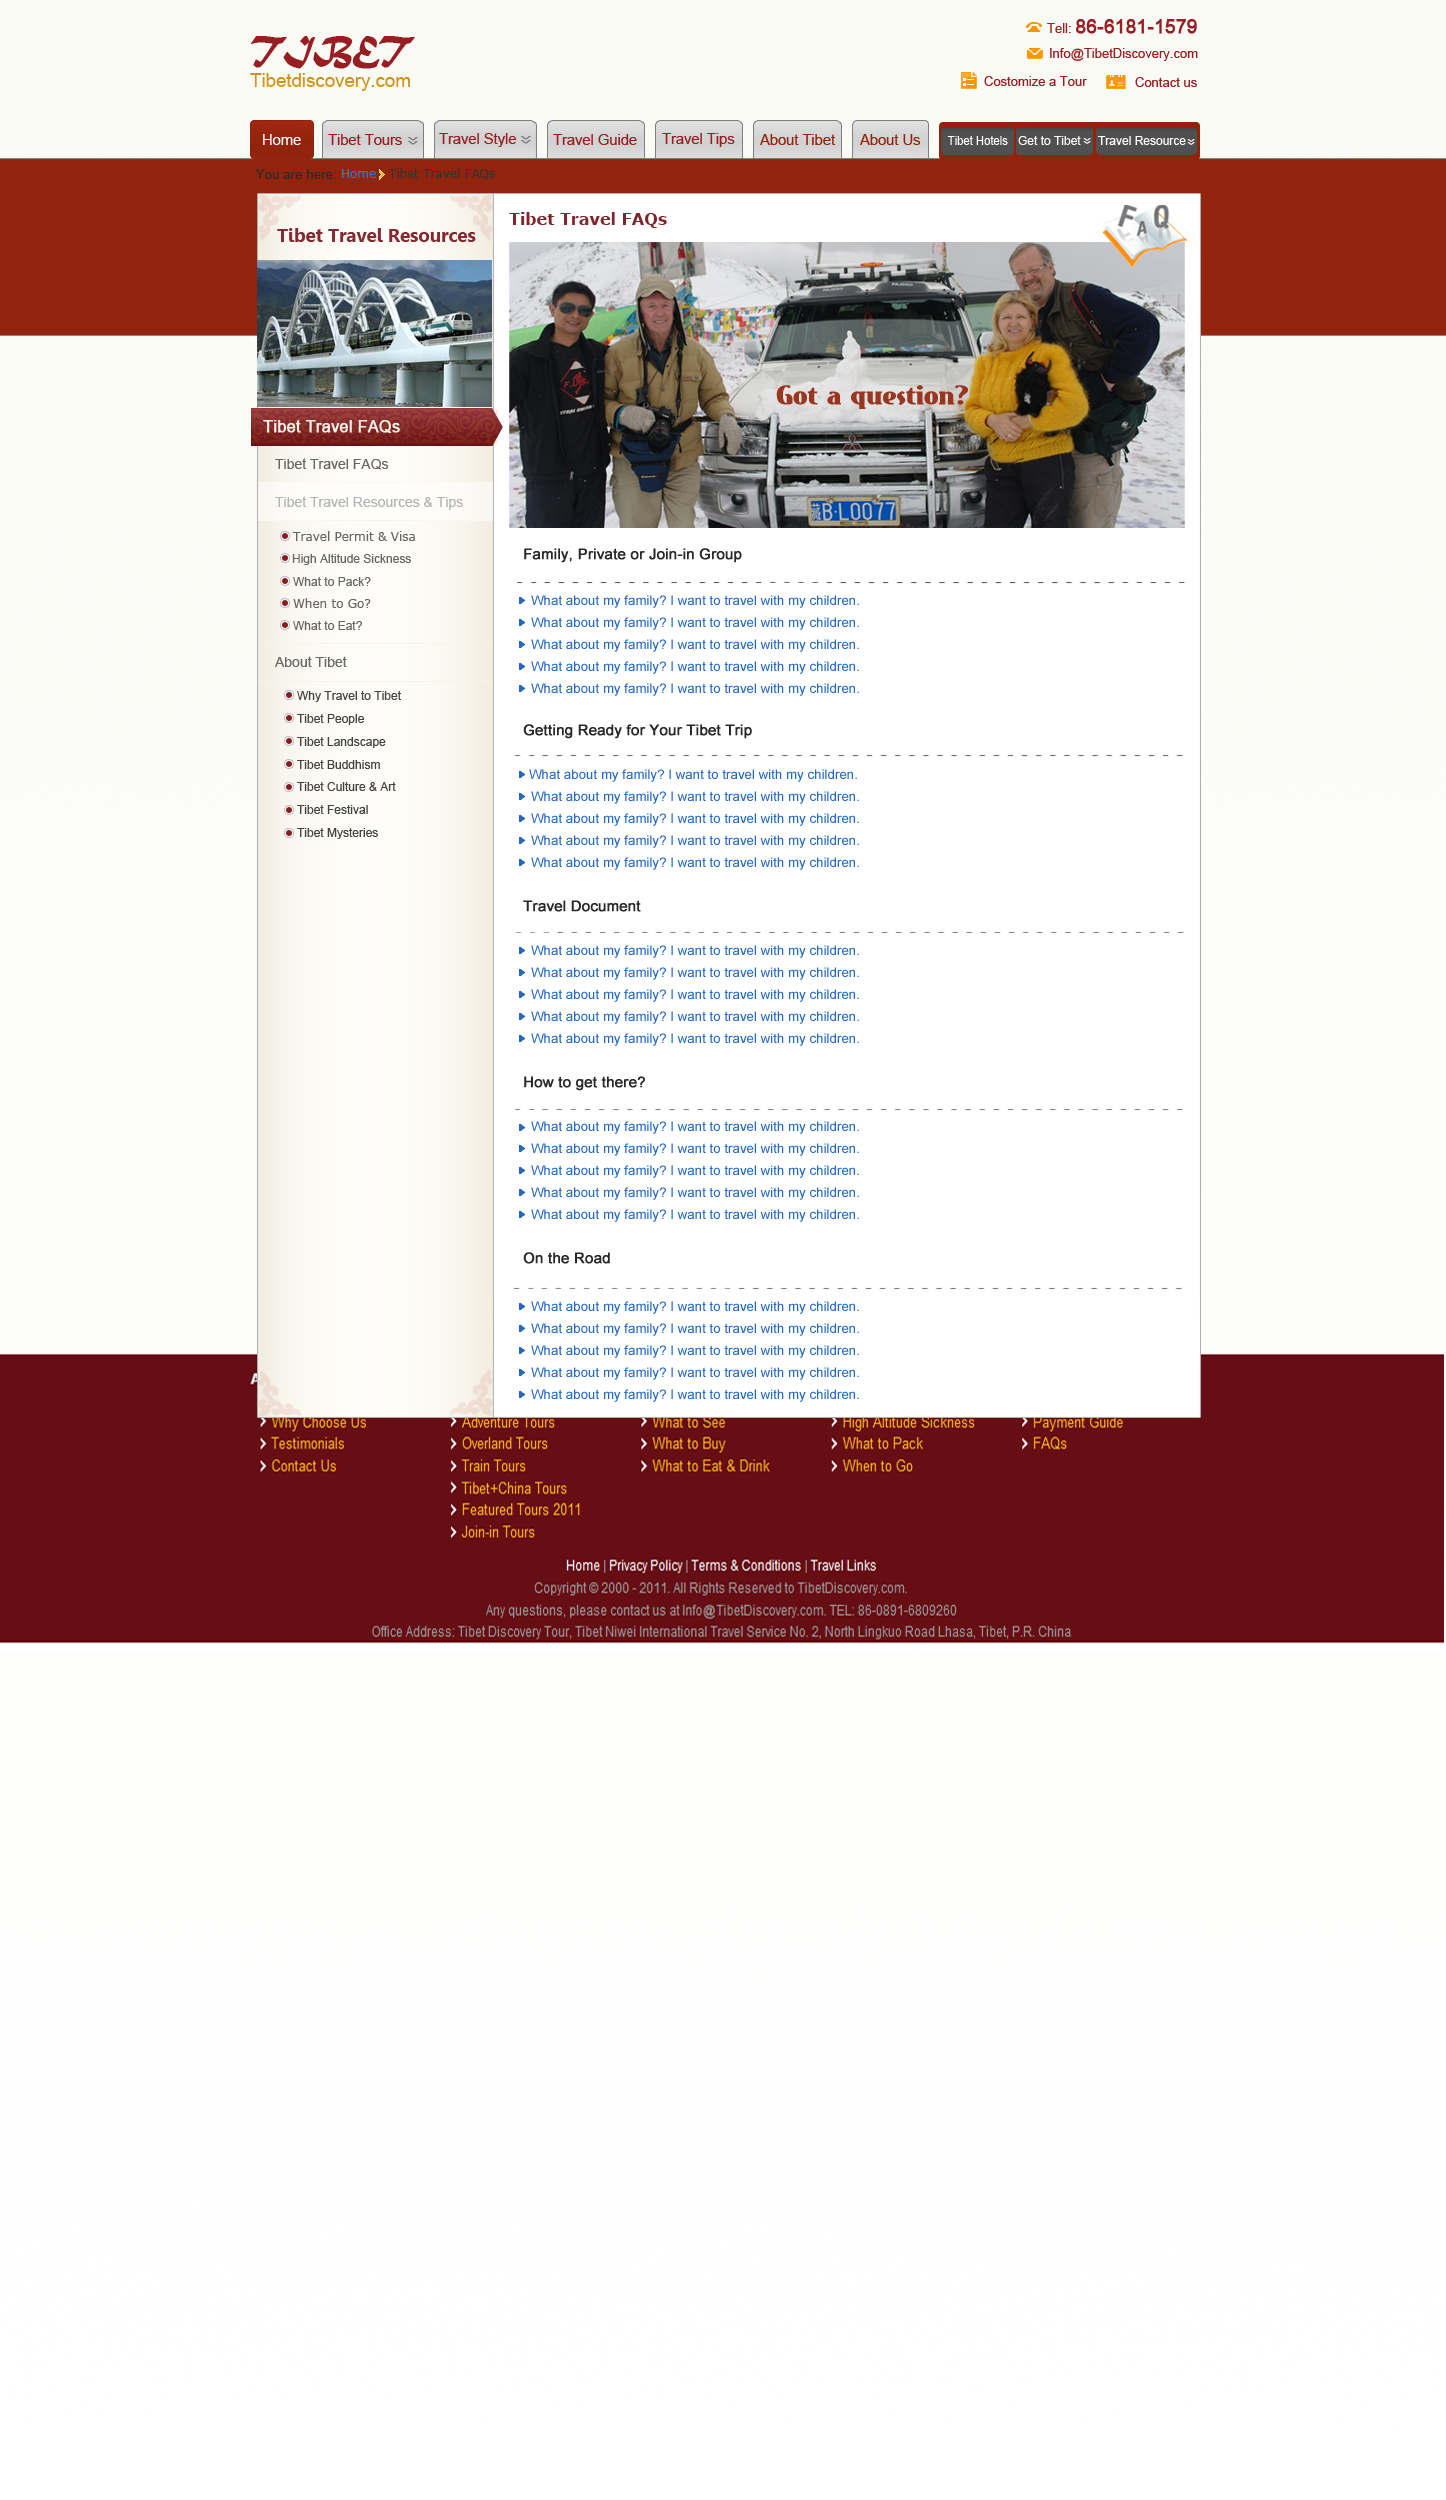 TIBET
Tibetdiscovery.com
Tell: 86-6181-1579
Info@TibetDiscovery.com
Costomize a Tour Contact us
Home Tibet Tours Travel Style Travel Guide Travel Tips About Tibet About Us Tibet Hotels Get to Tibet Travel Resource
You are here: Home Tibet Travel FAQs
Tibet Travel Resources
Tibet Travel FAQs
Tibet Travel FAQs
Tibet Travel Resources & Tips
Travel Permit & Visa
High Altitude Sickness
What to Pack?
When to Go?
What to Eat?
About Tibet
Why Travel to Tibet
Tibet People
Tibet Landscape
Tibet Buddhism
Tibet Culture & Art
Tibet Festival
Tibet Mysteries
Tibet Travel FAQs
FAQ
Got a question?
B·L0077
Family, Private or Join-in Group
What about my family? I want to travel with my children.
What about my family? I want to travel with my children.
What about my family? I want to travel with my children.
What about my family? I want to travel with my children.
What about my family? I want to travel with my children.
Getting Ready for Your Tibet Trip
What about my family? I want to travel with my children.
What about my family? I want to travel with my children.
What about my family? I want to travel with my children.
What about my family? I want to travel with my children.
What about my family? I want to travel with my children.
Travel Document
What about my family? I want to travel with my children.
What about my family? I want to travel with my children.
What about my family? I want to travel with my children.
What about my family? I want to travel with my children.
What about my family? I want to travel with my children.
How to get there?
What about my family? I want to travel with my children.
What about my family? I want to travel with my children.
What about my family? I want to travel with my children.
What about my family? I want to travel with my children.
What about my family? I want to travel with my children.
On the Road
What about my family? I want to travel with my children.
What about my family? I want to travel with my children.
What about my family? I want to travel with my children.
What about my family? I want to travel with my children.
What about my family? I want to travel with my children.
Why Choose Us Adventure Tours What to See High Altitude Sickness Payment Guide
Testimonials Overland Tours What to Buy What to Pack FAQs
Contact Us Train Tours What to Eat & Drink When to Go
Tibet+China Tours
Featured Tours 2011
Join-in Tours
Home | Privacy Policy | Terms & Conditions | Travel Links
Copyright © 2000 - 2011. All Rights Reserved to TibetDiscovery.com.
Any questions, please contact us at Info@TibetDiscovery.com. TEL: 86-0891-6809260
Office Address: Tibet Discovery Tour, Tibet Niwei International Travel Service No. 2, North Lingkuo Road Lhasa, Tibet, P.R. China